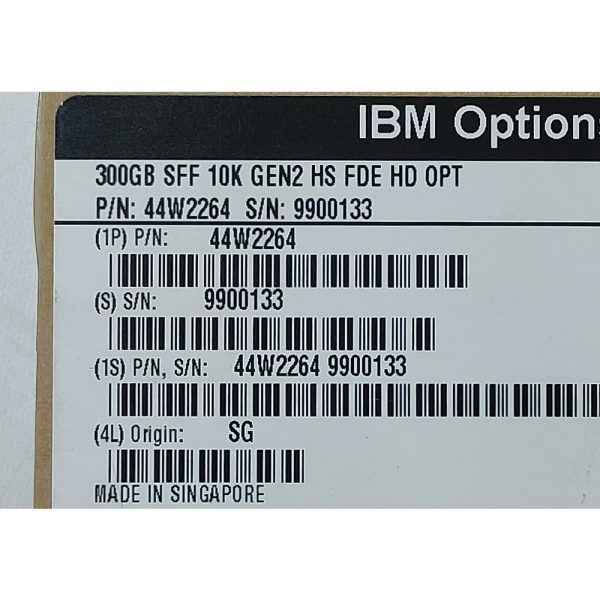 IBM Options
300GB SFF 10K GEN2 HS FDE HD OPT
P/N: 44W2264 S/N: 9900133
(1P) P/N: 44W2264
(S) S/N: 9900133
(1S) P/N, S/N: 44W2264 9900133
(4L) Origin: SG
MADE IN SINGAPORE